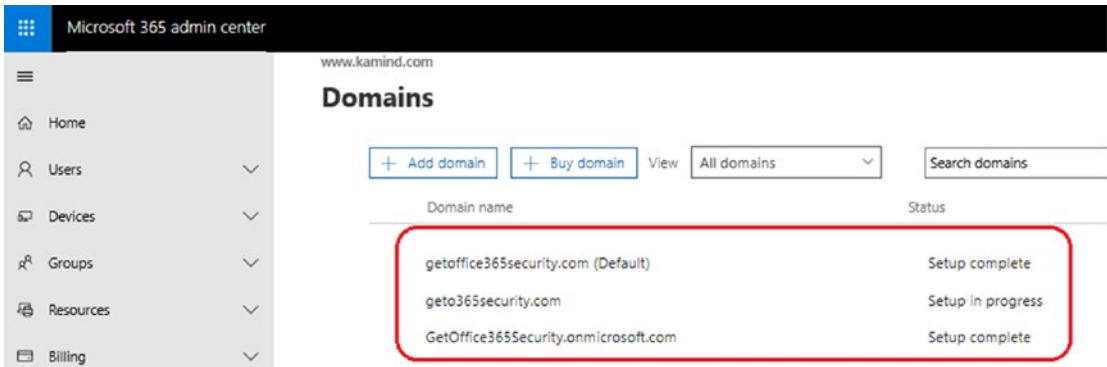 Microsoft 365 admin center
www.kamind.com
Domains
Home
Users
Devices
Groups
Resources
Billing
+ Add domain + Buy domain View All domains Search domains
Domain name Status
getoffice365security.com (Default) Setup complete
geto365security.com Setup in progress
GetOffice365Security.onmicrosoft.com Setup complete